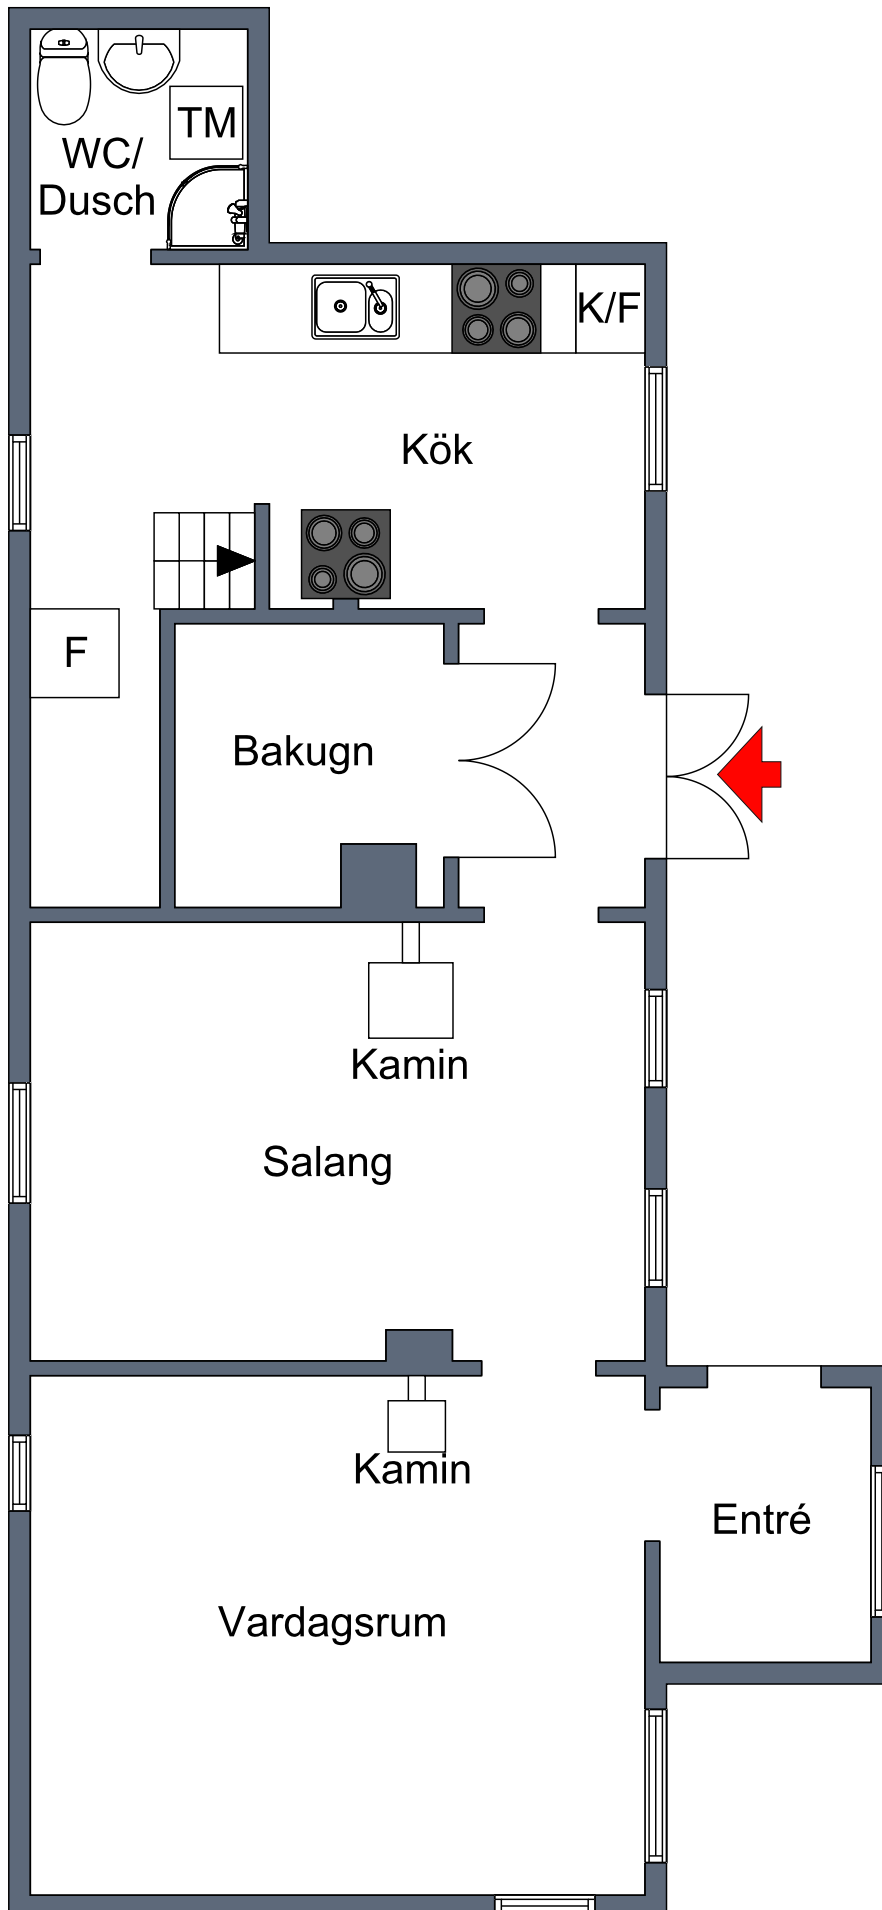 TM
WC/
Dusch
K/F
Kök
F
Bakugn
Kamin
Salang
Kamin
Entré
Vardagsrum